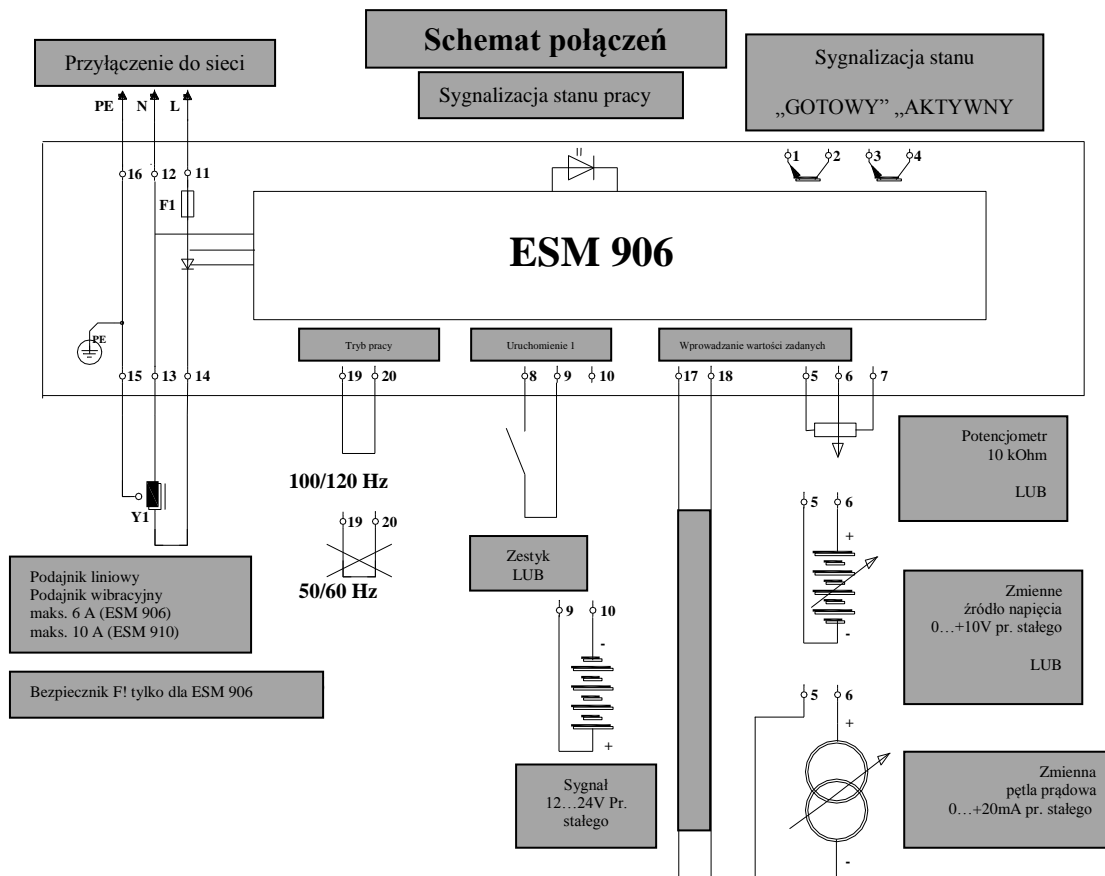 Schemat połączeń
Przyłączenie do sieci
Sygnalizacja stanu pracy
Sygnalizacja stanu
„GOTOWY” „AKTYWNY
PE N L
1 2 3 4
16 12 11
F1
ESM 906
PE
Tryb pracy
Uruchomienie I
Wprowadzanie wartości zadanych
15 13 14 19 20 8 9 10 17 18 5 6 7
Potencjometr
10 kOhm
LUB
100/120 Hz
Y1
19 20
50/60 Hz
5 6
+
-
Zestyk
LUB
Podajnik liniowy
Podajnik wibracyjny
maks. 6 A (ESM 906)
maks. 10 A (ESM 910)
Zmienne
źródło napięcia
0…+10V pr. stałego
LUB
9 10
-
+
Bezpiecznik F! tylko dla ESM 906
5 6
+
-
Sygnał
12…24V Pr.
stałego
Zmienna
pętla prądowa
0…+20mA pr. stałego